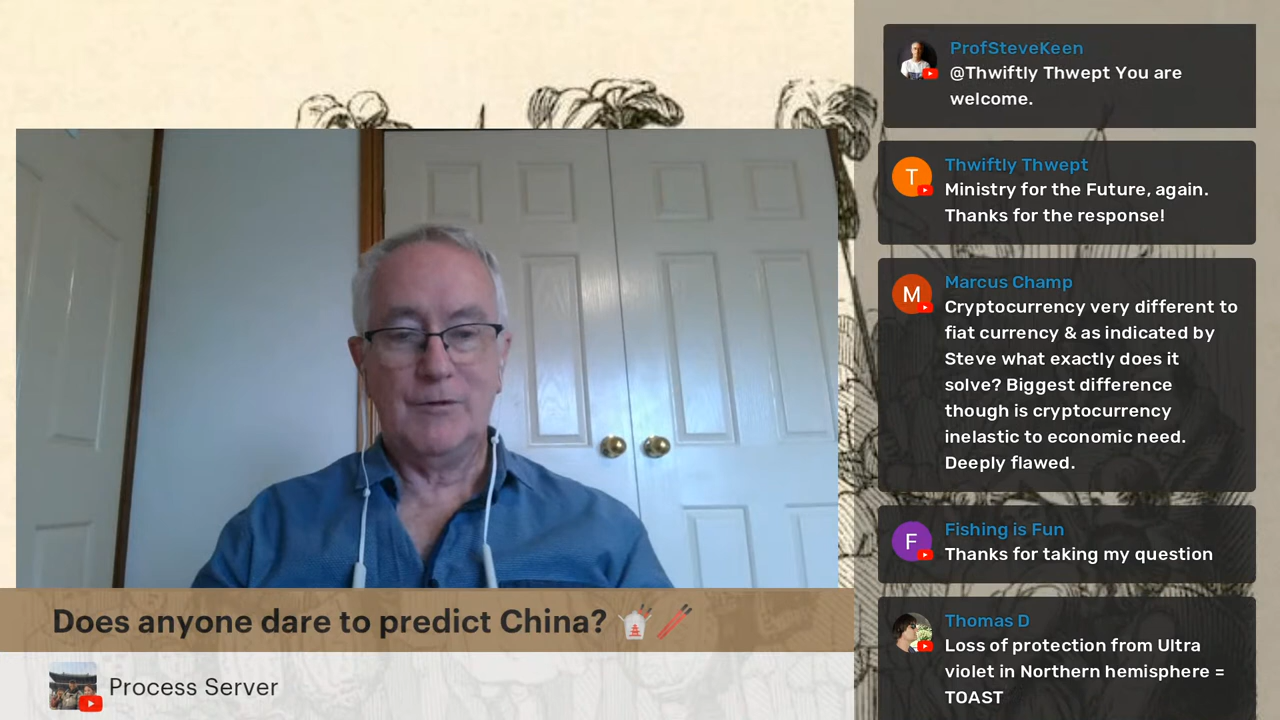 ProfSteveKeen
@Thwiftly Thwept You are
welcome.
T
Thwiftly Thwept
Ministry for the Future, again.
Thanks for the response!
M
Marcus Champ
Cryptocurrency very different to
fiat currency & as indicated by
Steve what exactly does it
solve? Biggest difference
though is cryptocurrency
inelastic to economic need.
Deeply flawed.
F
Fishing is Fun
Thanks for taking my question
Thomas D
Loss of protection from Ultra
violet in Northern hemisphere =
TOAST
Does anyone dare to predict China? 🥡🥢
Process Server